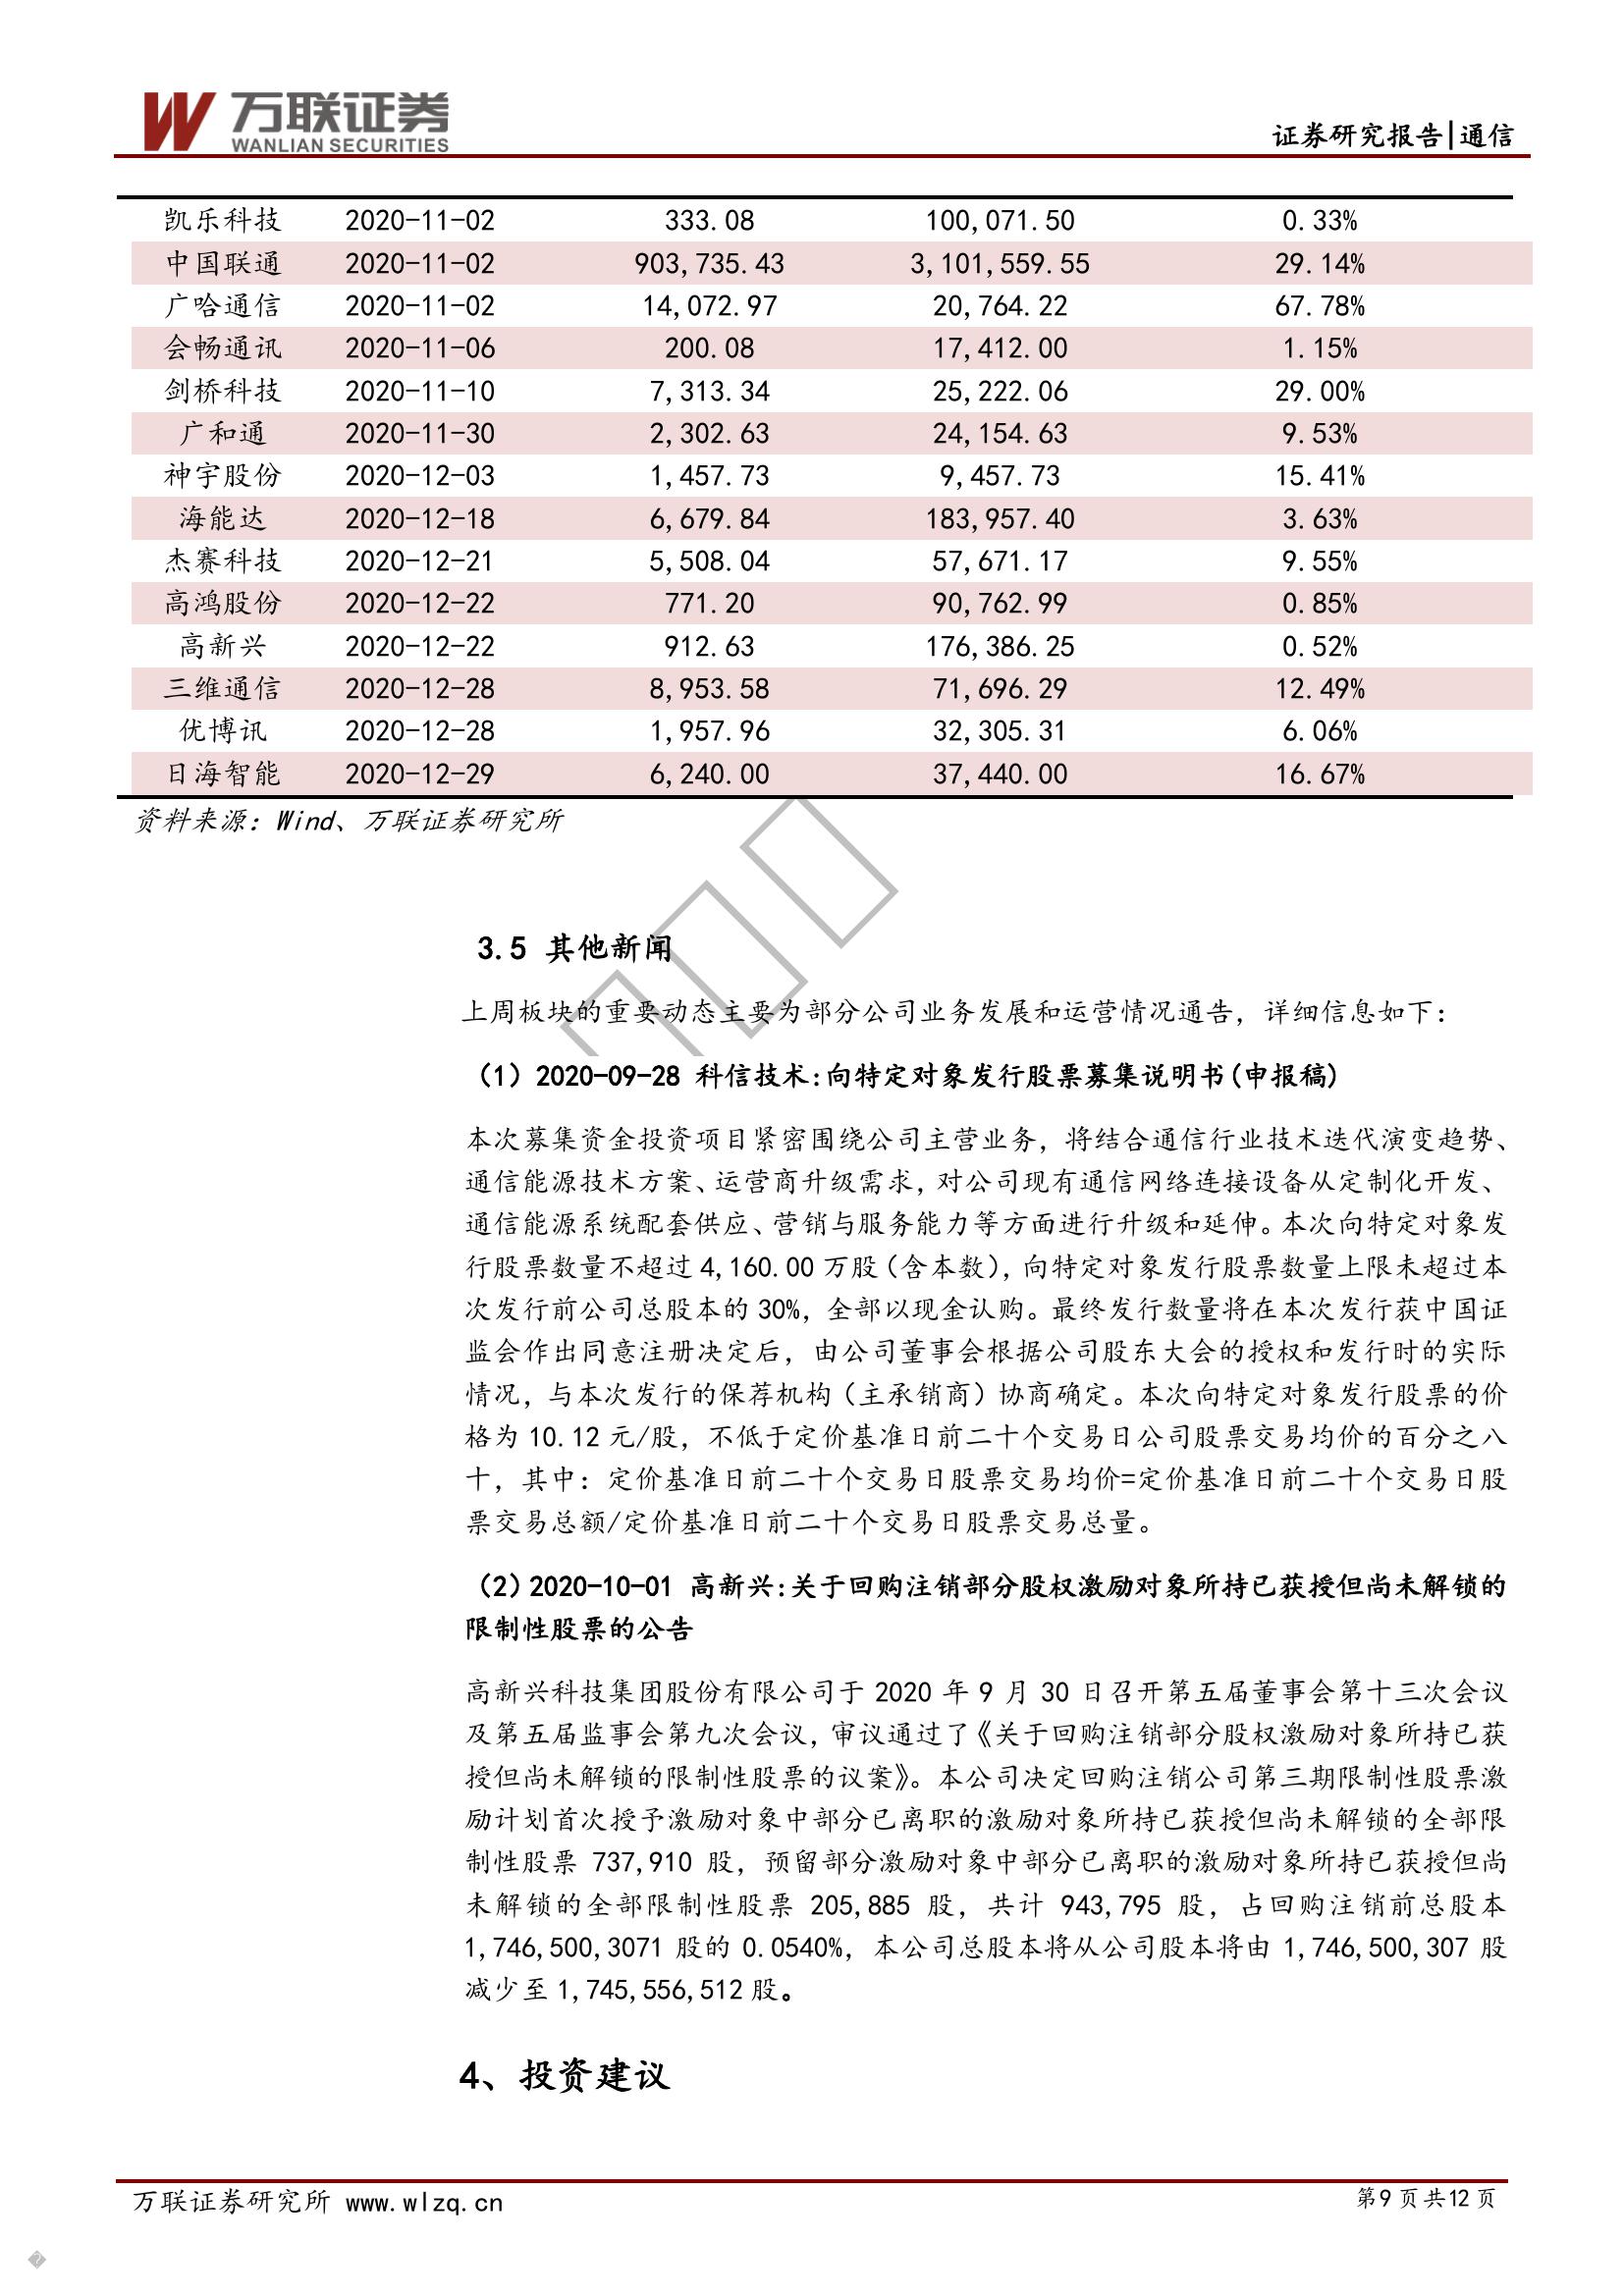 万联证券
WANLIAN SECURITIES
证券研究报告|通信
凯乐科技 2020-11-02 333.08 100,071.50 0.33%
中国联通 2020-11-02 903,735.43 3,101,559.55 29.14%
广哈通信 2020-11-02 14,072.97 20,764.22 67.78%
会畅通讯 2020-11-06 200.08 17,412.00 1.15%
剑桥科技 2020-11-10 7,313.34 25,222.06 29.00%
广和通 2020-11-30 2,302.63 24,154.63 9.53%
神宇股份 2020-12-03 1,457.73 9,457.73 15.41%
海能达 2020-12-18 6,679.84 183,957.40 3.63%
杰赛科技 2020-12-21 5,508.04 57,671.17 9.55%
高鸿股份 2020-12-22 771.20 90,762.99 0.85%
高新兴 2020-12-22 912.63 176,386.25 0.52%
三维通信 2020-12-28 8,953.58 71,696.29 12.49%
优博讯 2020-12-28 1,957.96 32,305.31 6.06%
日海智能 2020-12-29 6,240.00 37,440.00 16.67%
资料来源：Wind、万联证券研究所
3.5 其他新闻
上周板块的重要动态主要为部分公司业务发展和运营情况通告，详细信息如下：
（1）2020-09-28 科信技术:向特定对象发行股票募集说明书(申报稿)
本次募集资金投资项目紧密围绕公司主营业务，将结合通信行业技术迭代演变趋势、
通信能源技术方案、运营商升级需求，对公司现有通信网络连接设备从定制化开发、
通信能源系统配套供应、营销与服务能力等方面进行升级和延伸。本次向特定对象发
行股票数量不超过 4,160.00 万股（含本数），向特定对象发行股票数量上限未超过本
次发行前公司总股本的 30%，全部以现金认购。最终发行数量将在本次发行获中国证
监会作出同意注册决定后，由公司董事会根据公司股东大会的授权和发行时的实际
情况，与本次发行的保荐机构（主承销商）协商确定。本次向特定对象发行股票的价
格为 10.12 元/股，不低于定价基准日前二十个交易日公司股票交易均价的百分之八
十，其中：定价基准日前二十个交易日股票交易均价=定价基准日前二十个交易日股
票交易总额/定价基准日前二十个交易日股票交易总量。
（2）2020-10-01 高新兴:关于回购注销部分股权激励对象所持已获授但尚未解锁的
限制性股票的公告
高新兴科技集团股份有限公司于 2020 年 9 月 30 日召开第五届董事会第十三次会议
及第五届监事会第九次会议，审议通过了《关于回购注销部分股权激励对象所持已获
授但尚未解锁的限制性股票的议案》。本公司决定回购注销公司第三期限制性股票激
励计划首次授予激励对象中部分已离职的激励对象所持已获授但尚未解锁的全部限
制性股票 737,910 股，预留部分激励对象中部分已离职的激励对象所持已获授但尚
未解锁的全部限制性股票 205,885 股，共计 943,795 股，占回购注销前总股本
1,746,500,3071 股的 0.0540%，本公司总股本将从公司股本将由 1,746,500,307 股
减少至 1,745,556,512 股。
4、投资建议
万联证券研究所 www.wlzq.cn
第9页共12页